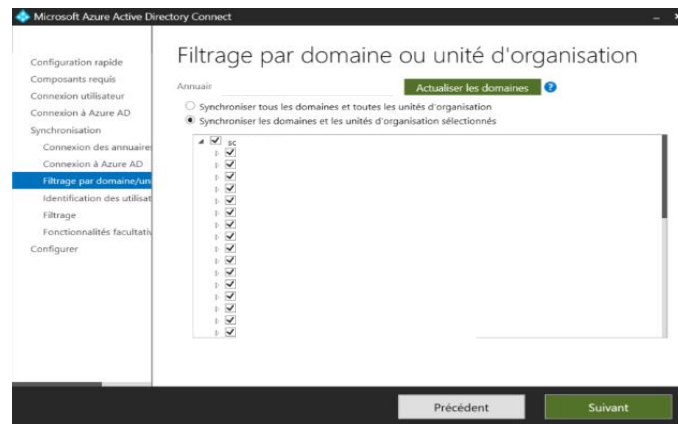 Microsoft Azure Active Directory Connect
Filtrage par domaine ou unité d'organisation
Configuration rapide
Composants requis
Connexion utilisateur
Connexion à Azure AD
Synchronisation
Connexion des annuaire
Connexion à Azure AD
Filtrage par domaine/un
Identification des utilisat
Filtrage
Fonctionnalités facultativ
Configurer
Annuair
Actualiser les domaines
?
Synchroniser tous les domaines et toutes les unités d'organisation
Synchroniser les domaines et les unités d'organisation sélectionnés
sc
Précédent
Suivant